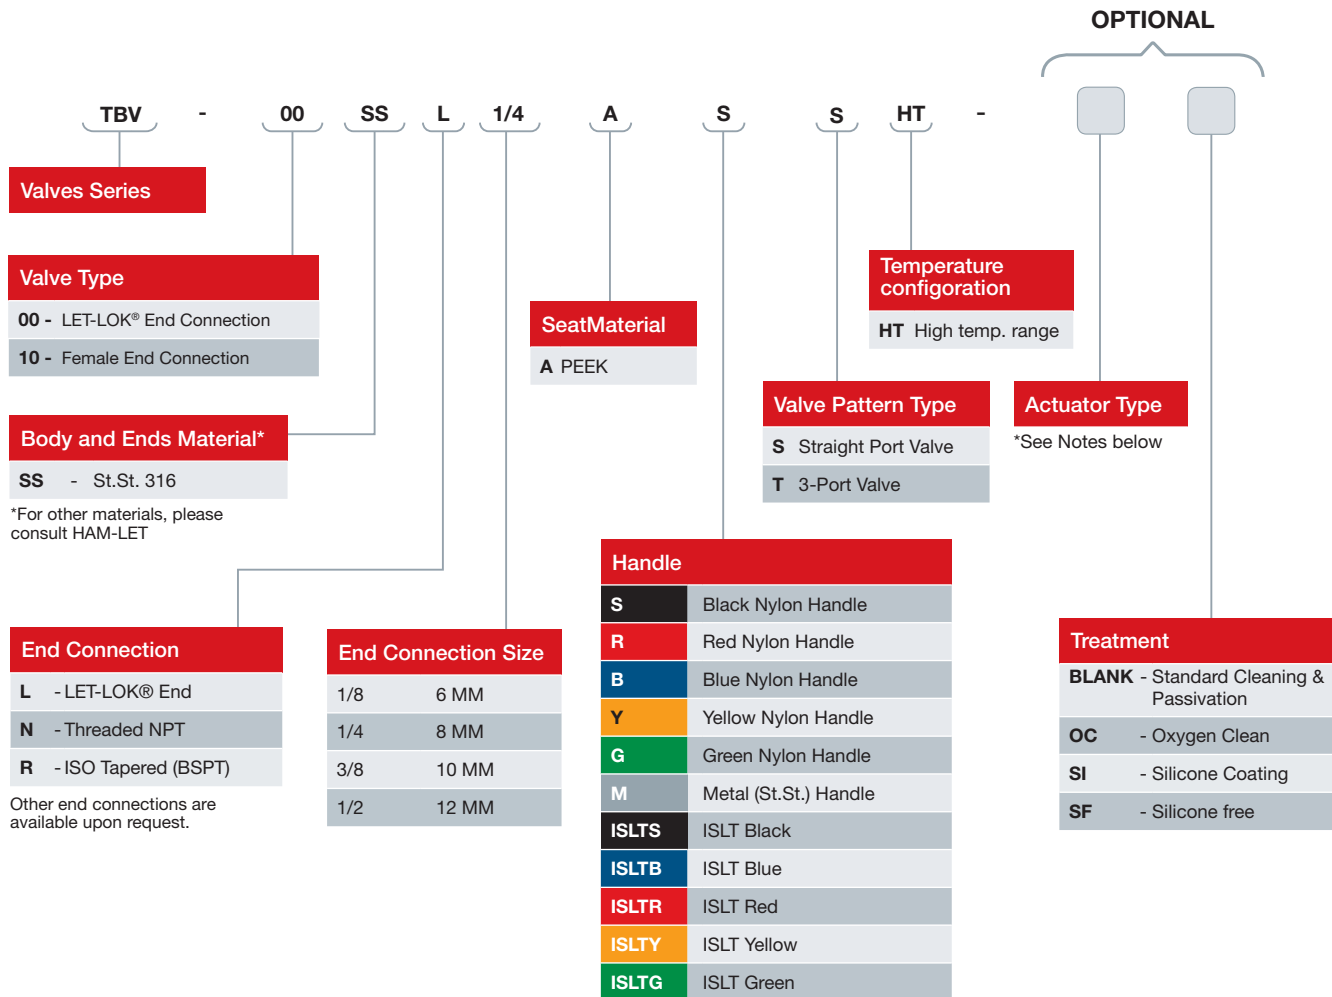 OPTIONAL
TBV - 00 SS L 1/4 A S S HT -
Valves Series
Valve Type
00 - LET-LOK® End Connection
10 - Female End Connection
Body and Ends Material*
SS - St.St. 316
*For other materials, please
consult HAM-LET
End Connection
L - LET-LOK® End
N - Threaded NPT
R - ISO Tapered (BSPT)
Other end connections are
available upon request.
End Connection Size
1/8 6 MM
1/4 8 MM
3/8 10 MM
1/2 12 MM
SeatMaterial
A PEEK
Handle
S Black Nylon Handle
R Red Nylon Handle
B Blue Nylon Handle
Y Yellow Nylon Handle
G Green Nylon Handle
M Metal (St.St.) Handle
ISLTS ISLT Black
ISLTB ISLT Blue
ISLTR ISLT Red
ISLTY ISLT Yellow
ISLTG ISLT Green
Valve Pattern Type
S Straight Port Valve
T 3-Port Valve
Temperature
configoration
HT High temp. range
Actuator Type
*See Notes below
Treatment
BLANK - Standard Cleaning &
Passivation
OC - Oxygen Clean
SI - Silicone Coating
SF - Silicone free